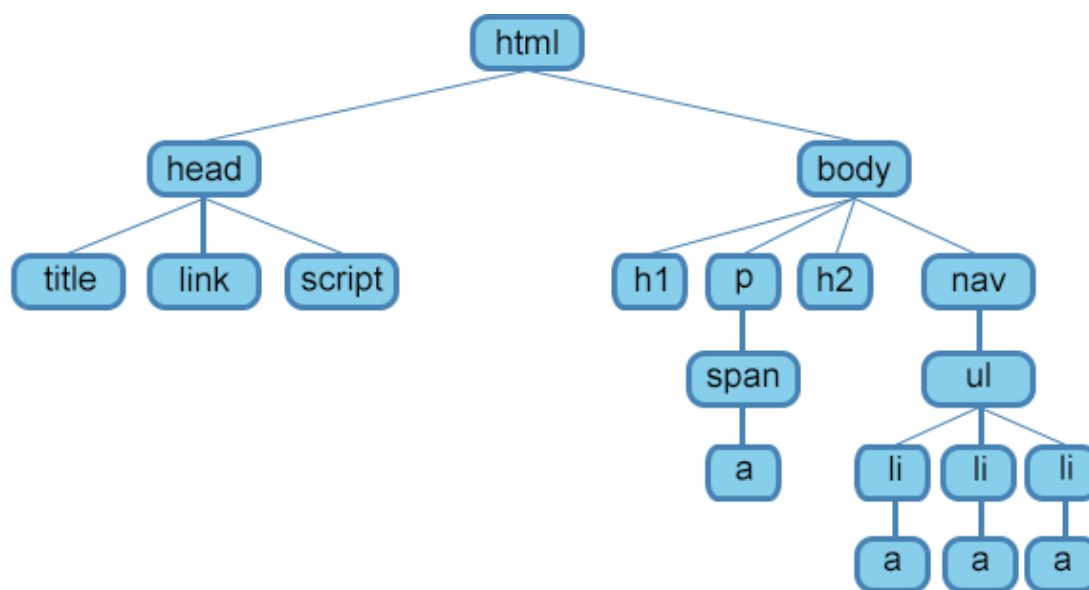 html
head body
title link script h1 p h2 nav
span ul
a li li li
a a a